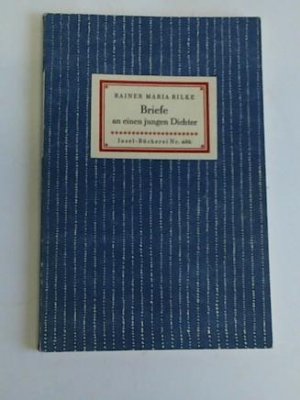 RAINER MARIA RILKE
Briefe
an einen jungen Dichter
Insel-Bücherei Nr. 406